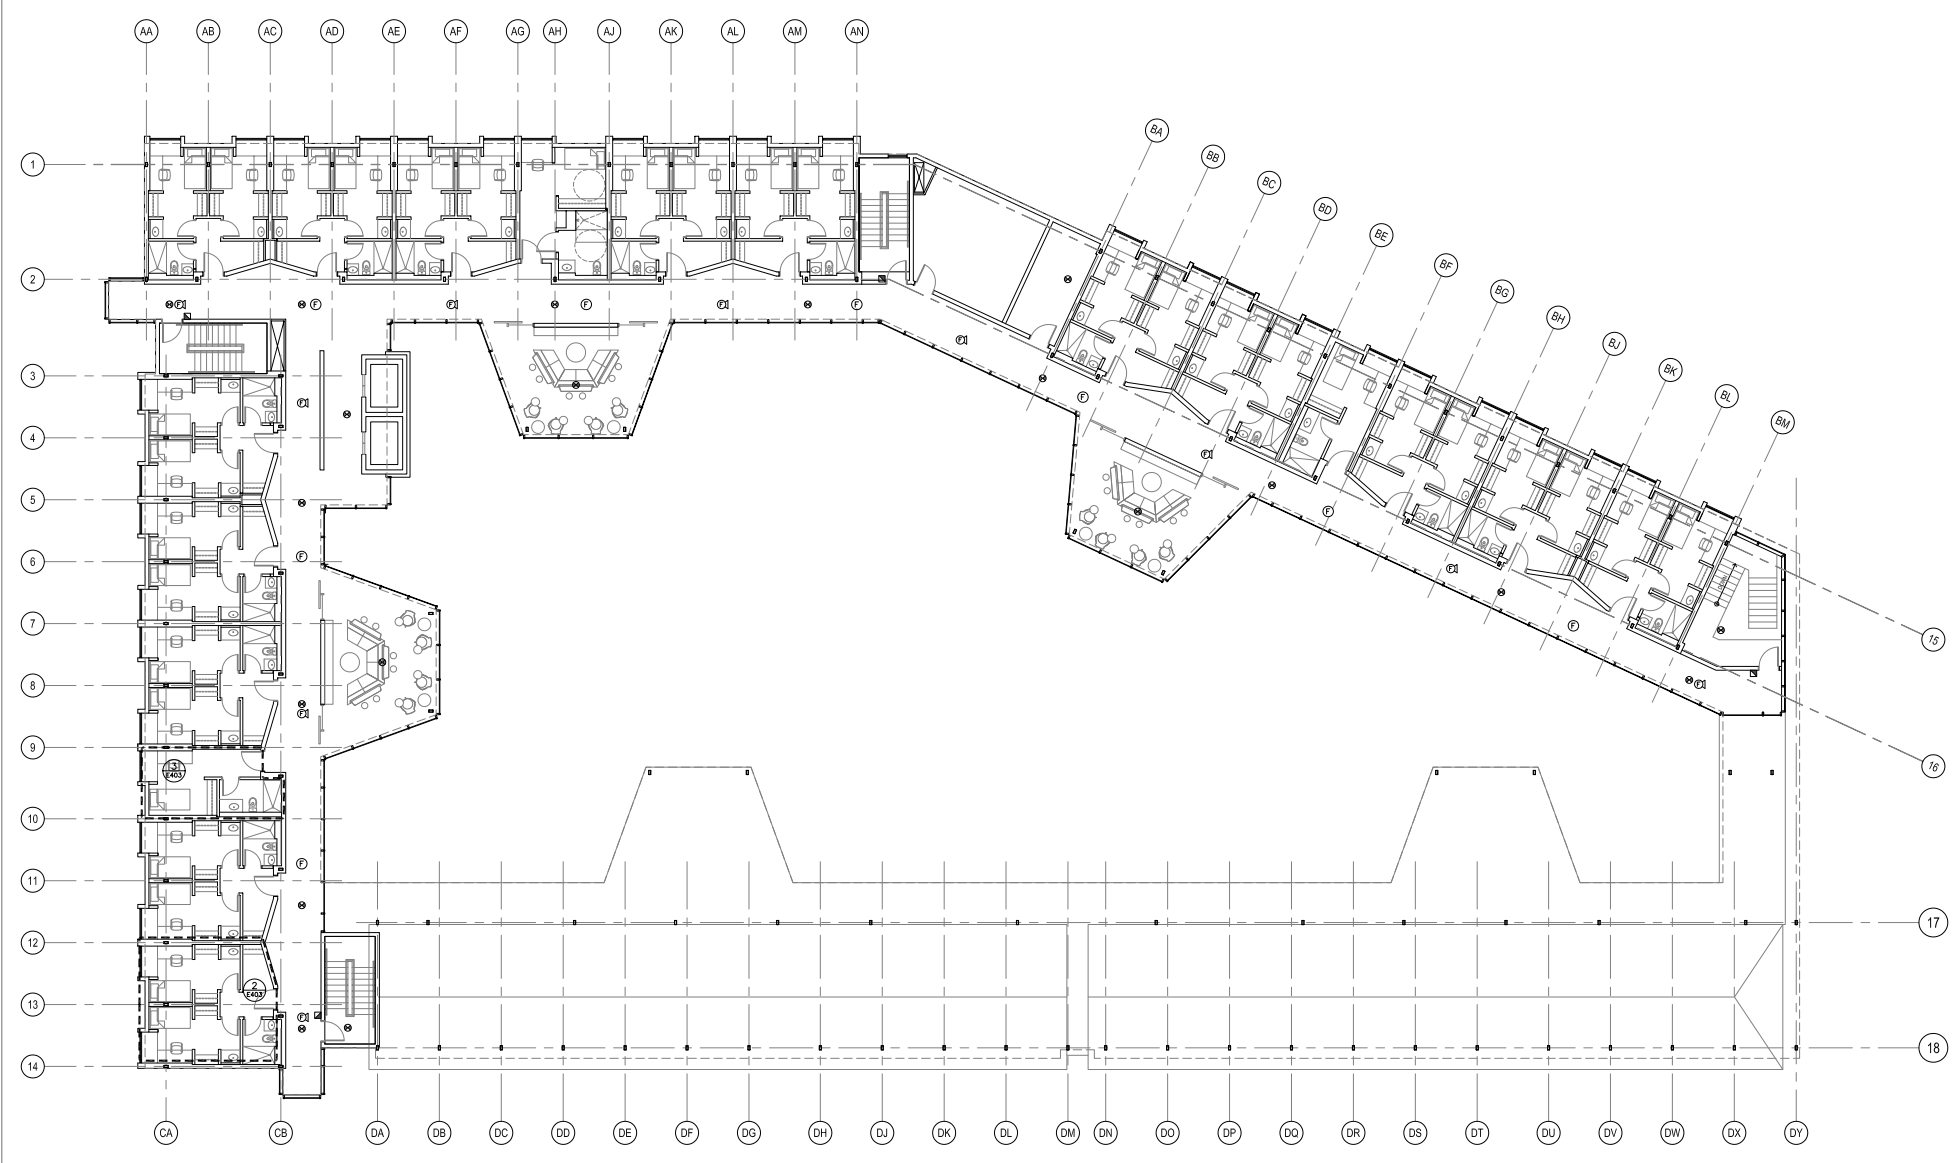 AA AB AC AD AE AF AG AH AJ AK AL AM AN
BA
BB
1
BC
BD
BE
BF
2
BG
F F F F F F
BH
F
BJ
3
BK
F
BL
F
4
BM
F
5
F
6
F
F
7
F
15
8
F
F
9
3
E403
16
10
F
11
17
12
2
E403
13
F
18
14
CA CB DA DB DC DD DE DF DG DH DJ DK DL DM DN DO DP DQ DR DS DT DU DV DW DX DY